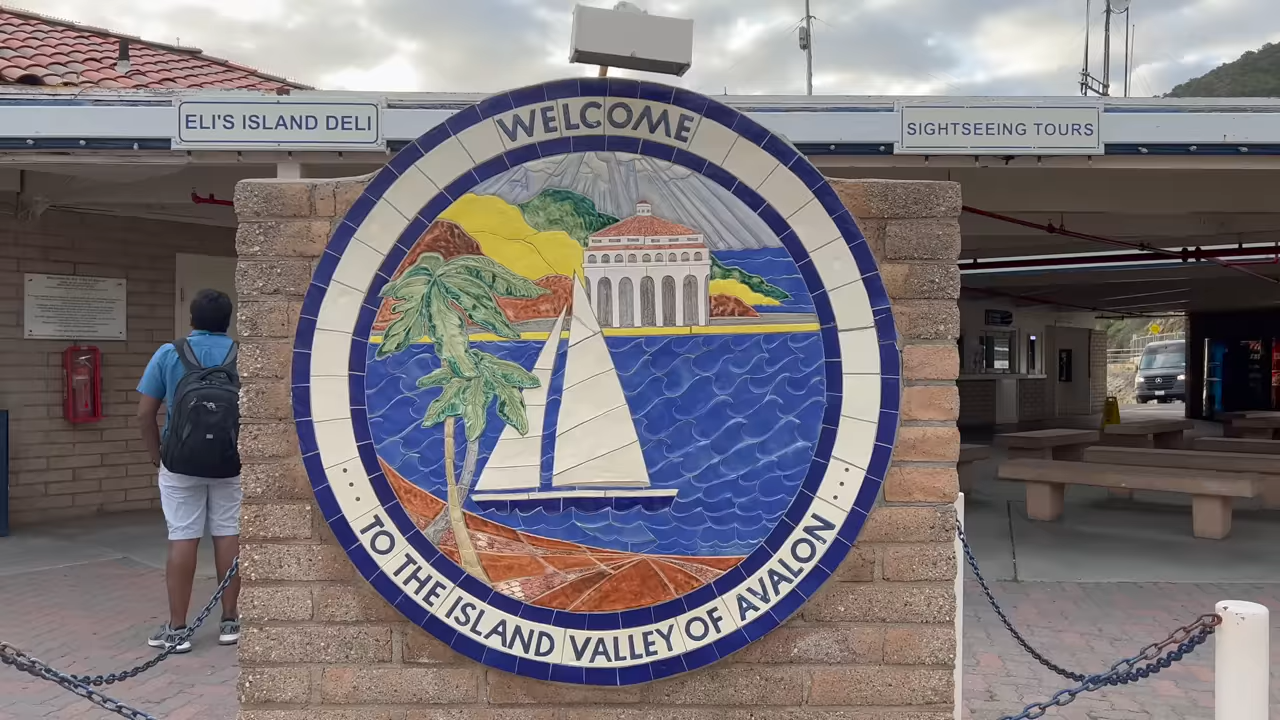 ELI'S ISLAND DELI
SIGHTSEEING TOURS
WELCOME
TO THE ISLAND VALLEY OF AVALON